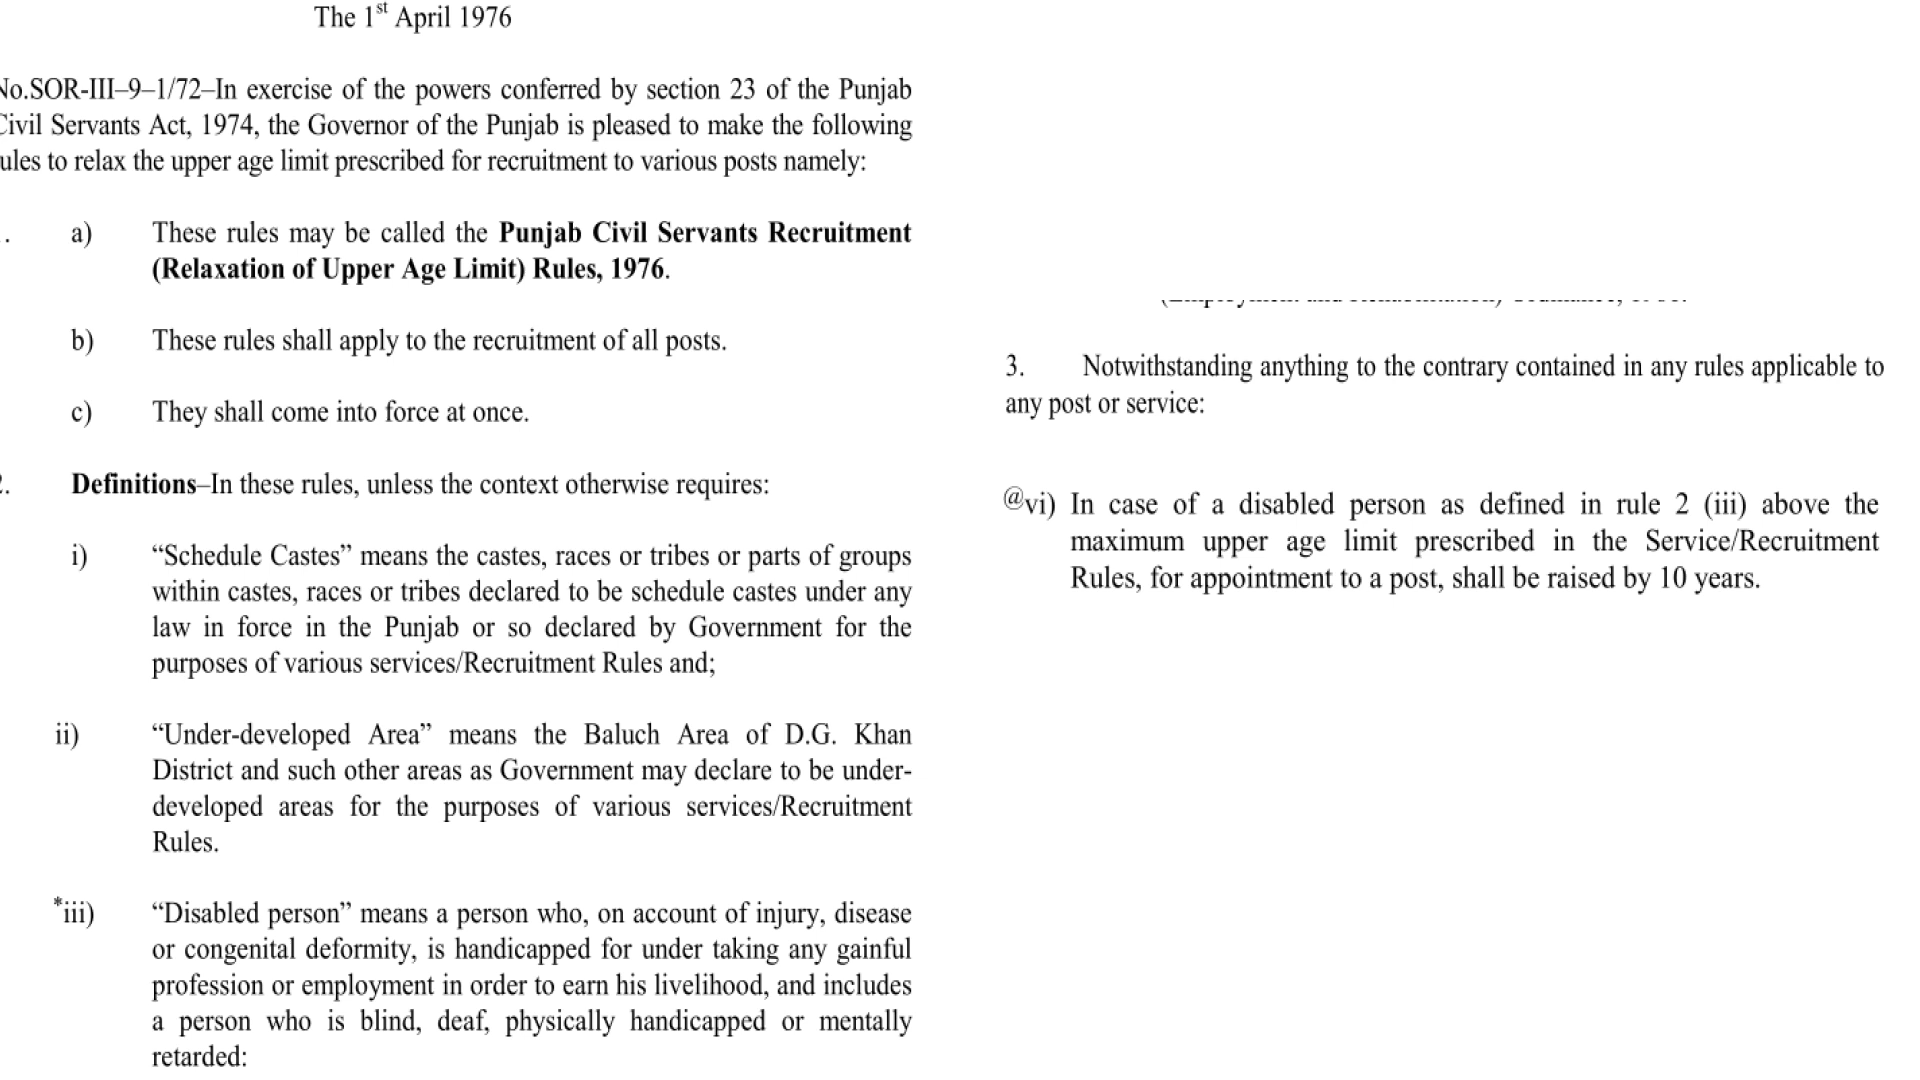 The 1st April 1976
No.SOR-III–9–1/72–In exercise of the powers conferred by section 23 of the Punjab
Civil Servants Act, 1974, the Governor of the Punjab is pleased to make the following
rules to relax the upper age limit prescribed for recruitment to various posts namely:
a) These rules may be called the Punjab Civil Servants Recruitment
(Relaxation of Upper Age Limit) Rules, 1976.
b) These rules shall apply to the recruitment of all posts.
c) They shall come into force at once.
2. Definitions–In these rules, unless the context otherwise requires:
i) “Schedule Castes” means the castes, races or tribes or parts of groups
within castes, races or tribes declared to be schedule castes under any
law in force in the Punjab or so declared by Government for the
purposes of various services/Recruitment Rules and;
ii) “Under-developed Area” means the Baluch Area of D.G. Khan
District and such other areas as Government may declare to be under-
developed areas for the purposes of various services/Recruitment
Rules.
*iii) “Disabled person” means a person who, on account of injury, disease
or congenital deformity, is handicapped for under taking any gainful
profession or employment in order to earn his livelihood, and includes
a person who is blind, deaf, physically handicapped or mentally
retarded:
3. Notwithstanding anything to the contrary contained in any rules applicable to
any post or service:
@vi) In case of a disabled person as defined in rule 2 (iii) above the
maximum upper age limit prescribed in the Service/Recruitment
Rules, for appointment to a post, shall be raised by 10 years.